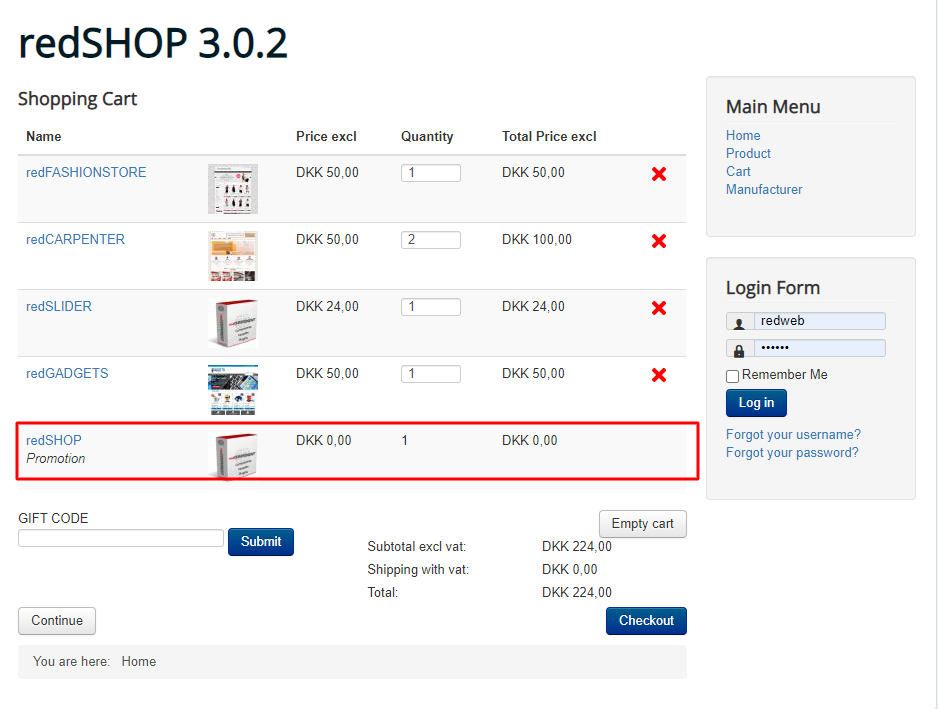 redSHOP 3.0.2
Shopping Cart
Name Price excl Quantity Total Price excl
redFASHIONSTORE DKK 50,00 1 DKK 50,00
redCARPENTER DKK 50,00 2 DKK 100,00
redSLIDER DKK 24,00 1 DKK 24,00
redGADGETS DKK 50,00 1 DKK 50,00
redSHOP DKK 0,00 1 DKK 0,00
Promotion
GIFT CODE
Submit
Empty cart
Subtotal excl vat: DKK 224,00
Shipping with vat: DKK 0,00
Total: DKK 224,00
Continue
Checkout
You are here: Home
Main Menu
Home
Product
Cart
Manufacturer
Login Form
redweb
••••••
Remember Me
Log in
Forgot your username?
Forgot your password?